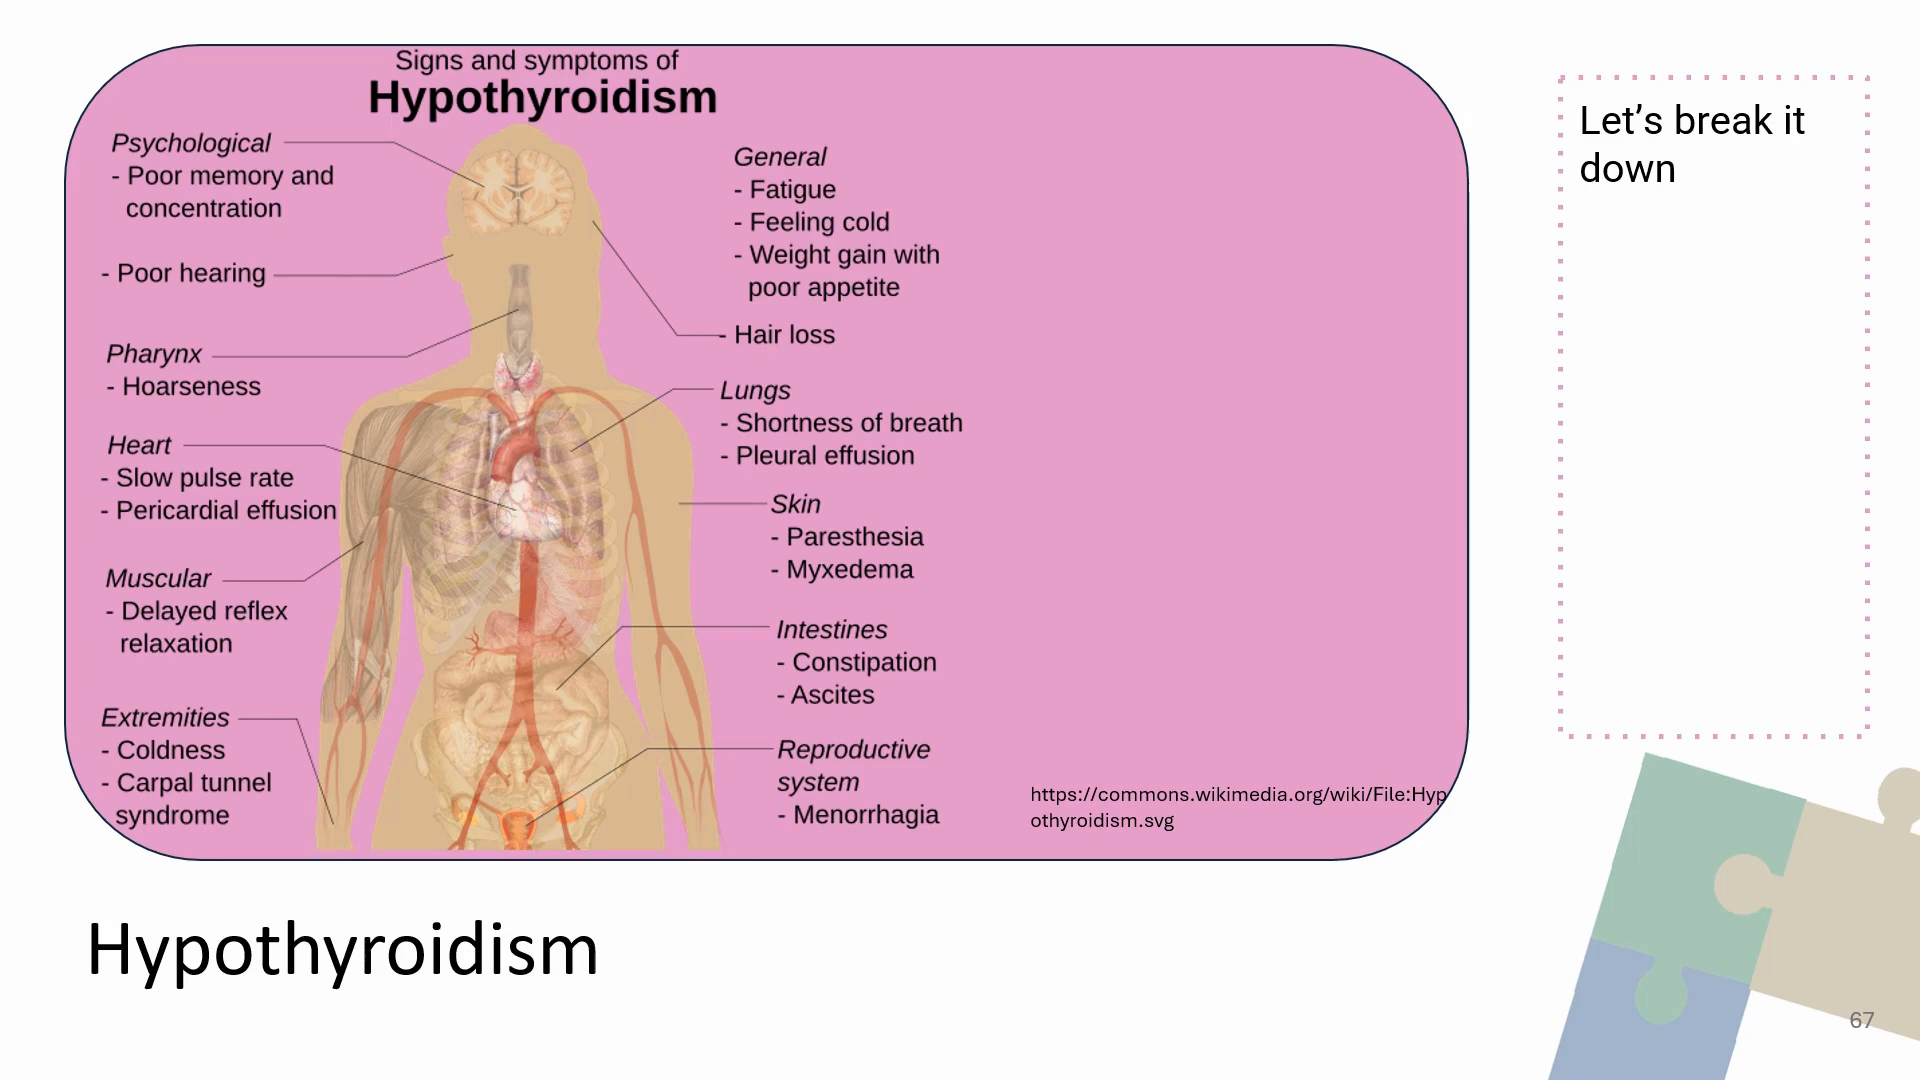 Signs and symptoms of
Hypothyroidism
Psychological
- Poor memory and
concentration
- Poor hearing
Pharynx
- Hoarseness
Heart
- Slow pulse rate
- Pericardial effusion
Muscular
- Delayed reflex
relaxation
Extremities
- Coldness
- Carpal tunnel
syndrome
General
- Fatigue
- Feeling cold
- Weight gain with
poor appetite
- Hair loss
Lungs
- Shortness of breath
- Pleural effusion
Skin
- Paresthesia
- Myxedema
Intestines
- Constipation
- Ascites
Reproductive
system
- Menorrhagia
https://commons.wikimedia.org/wiki/File:Hyp
othyroidism.svg
Let’s break it
down
Hypothyroidism
67